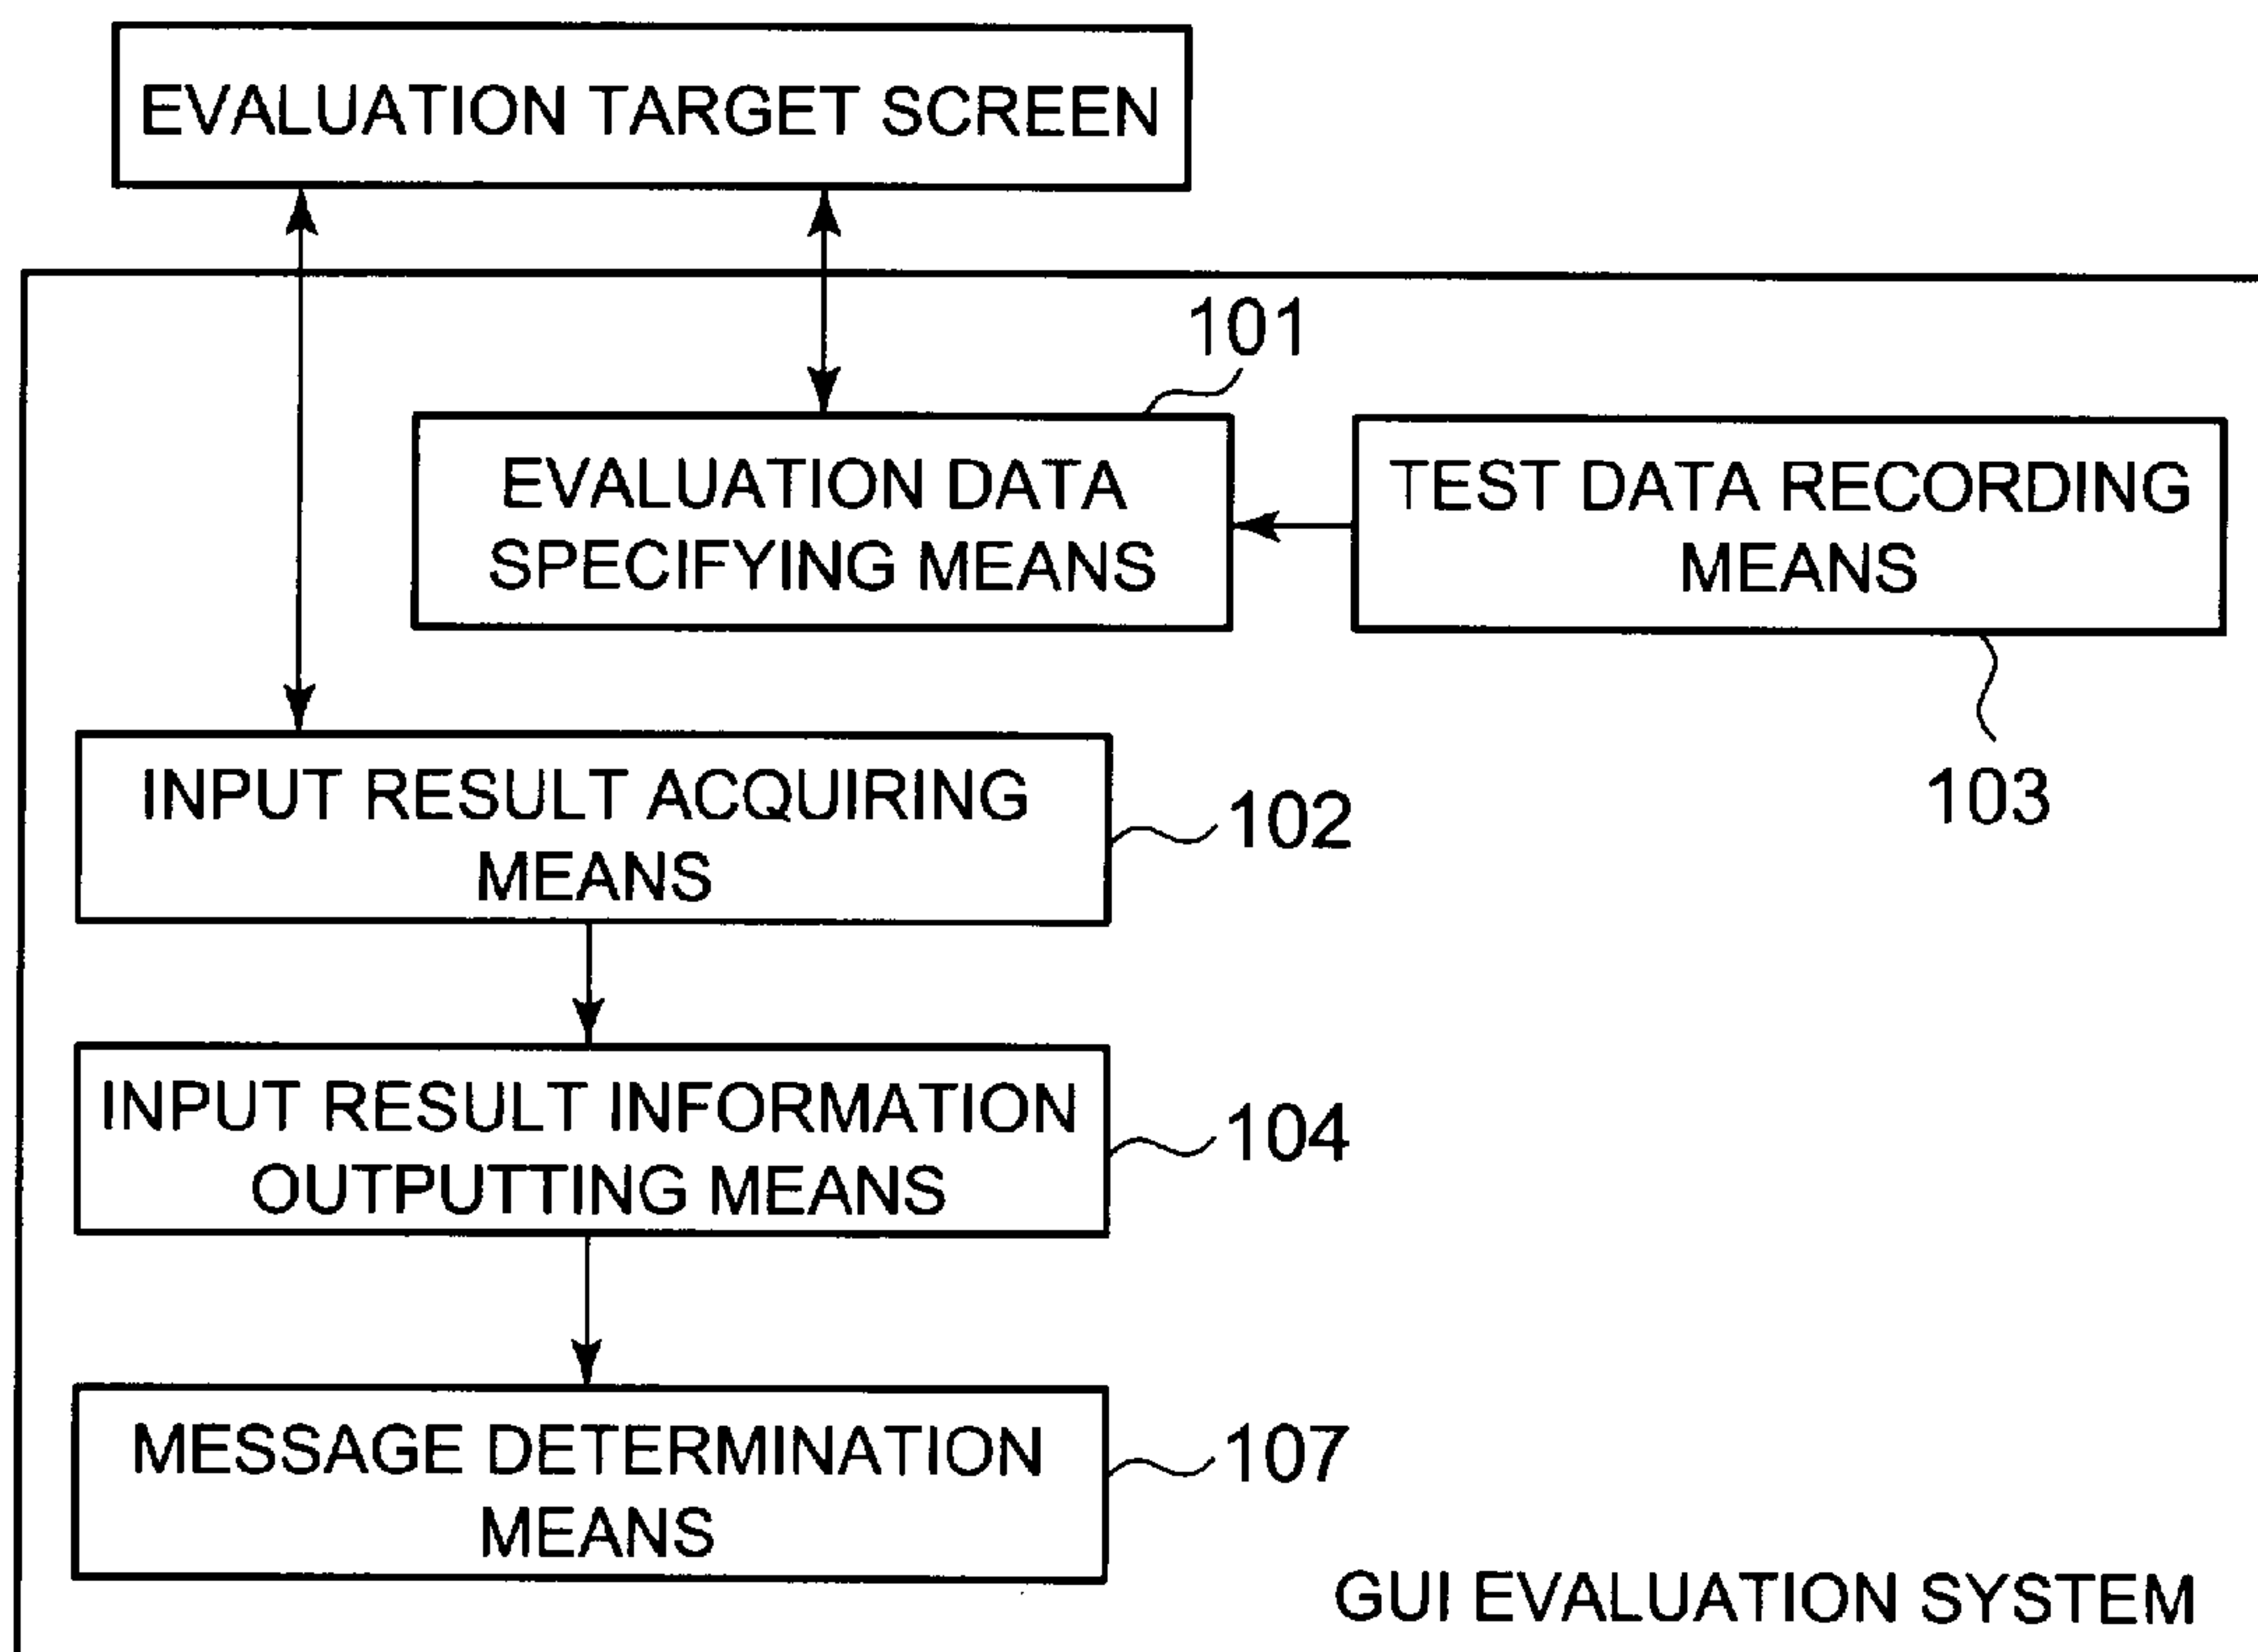 EVALUATION TARGET SCREEN
101
EVALUATION DATA
SPECIFYING MEANS
TEST DATA RECORDING
MEANS
103
INPUT RESULT ACQUIRING
MEANS
102
INPUT RESULT INFORMATION
OUTPUTTING MEANS
104
MESSAGE DETERMINATION
MEANS
107
GUI EVALUATION SYSTEM